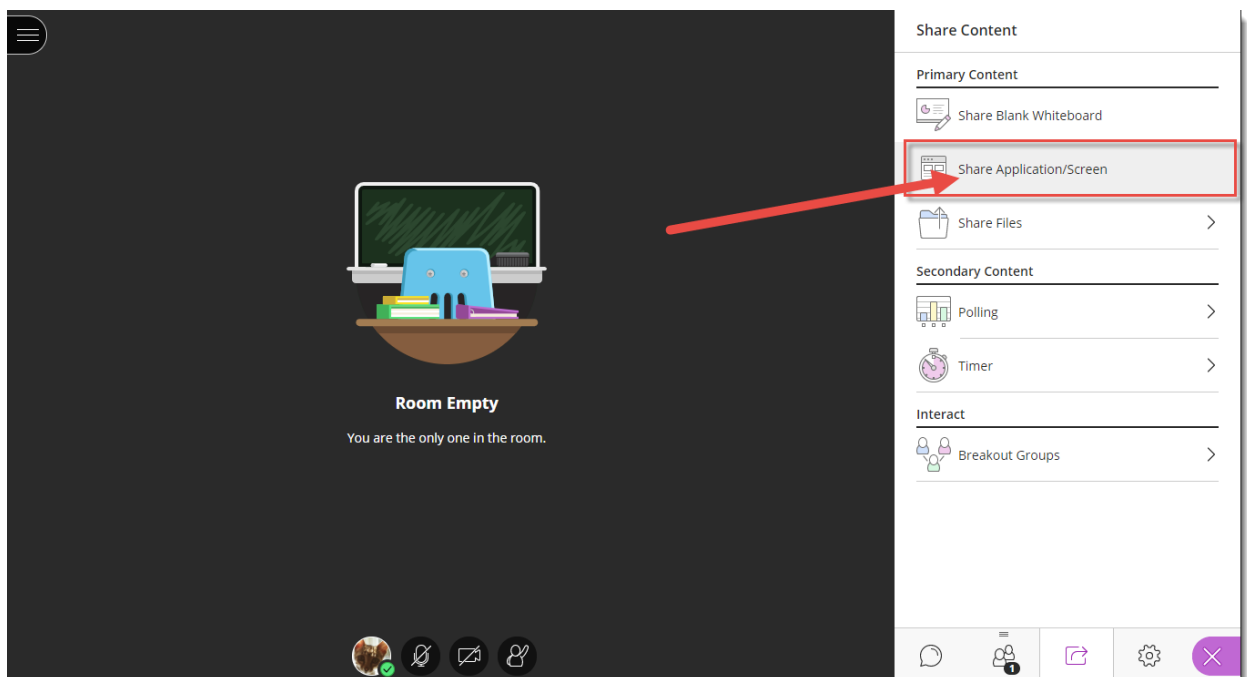 Share Content
Primary Content
Share Blank Whiteboard
Share Application/Screen
Share Files
Secondary Content
Polling
Timer
Interact
Breakout Groups
Room Empty
You are the only one in the room.
1